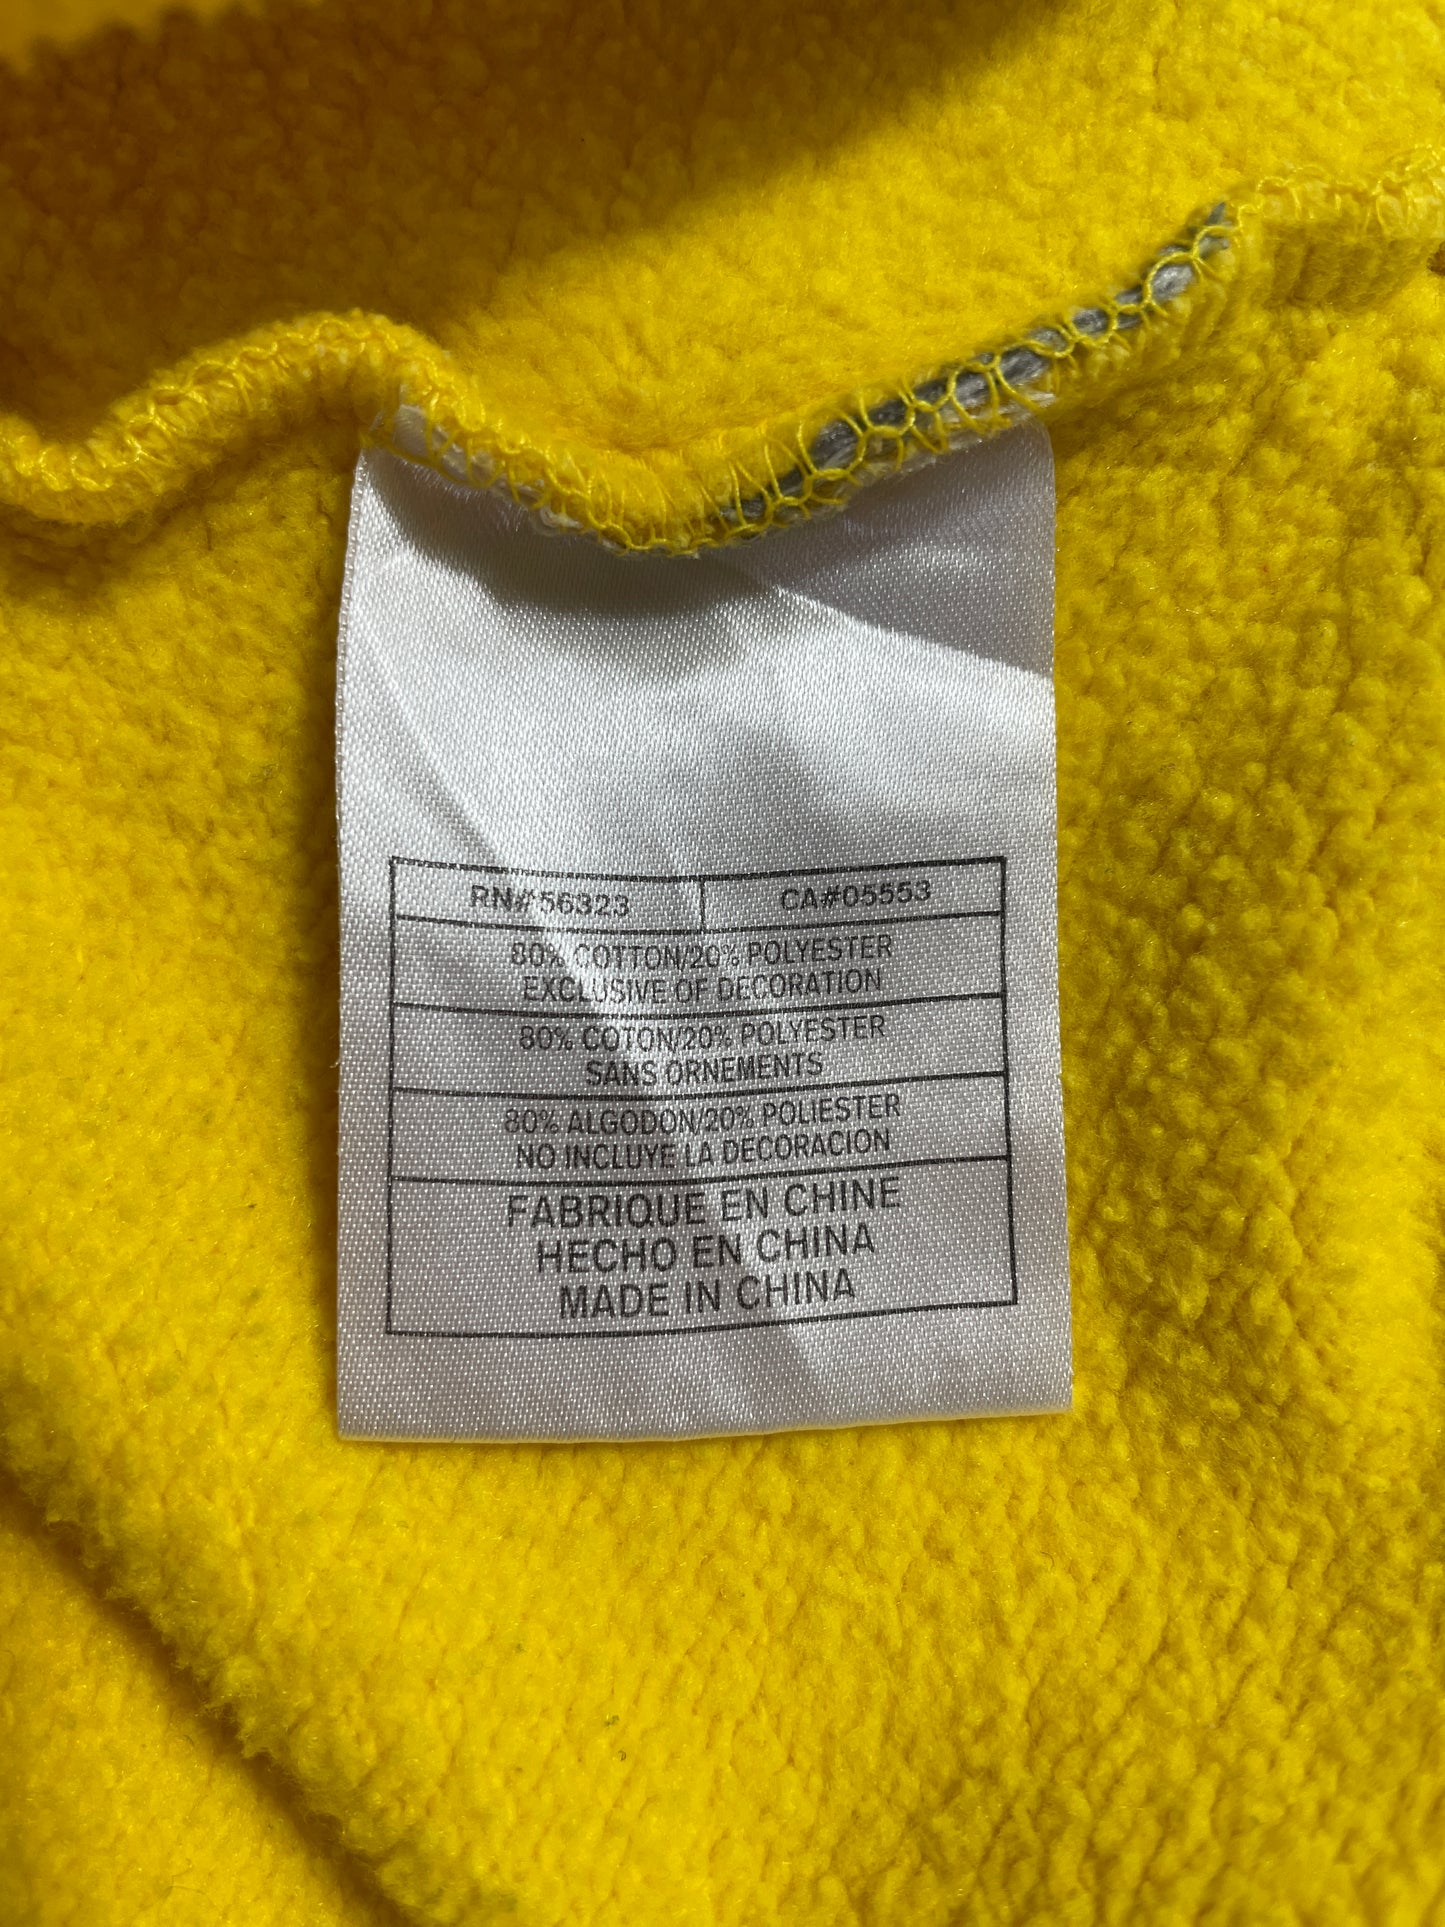 RN#56323 CA#05553
80% COTTON/20% POLYESTER
EXCLUSIVE OF DECORATION
80% COTON/20% POLYESTER
SANS ORNEMENTS
80% ALGODON/20% POLIESTER
NO INCLUYE LA DECORACION
FABRIQUE EN CHINE
HECHO EN CHINA
MADE IN CHINA